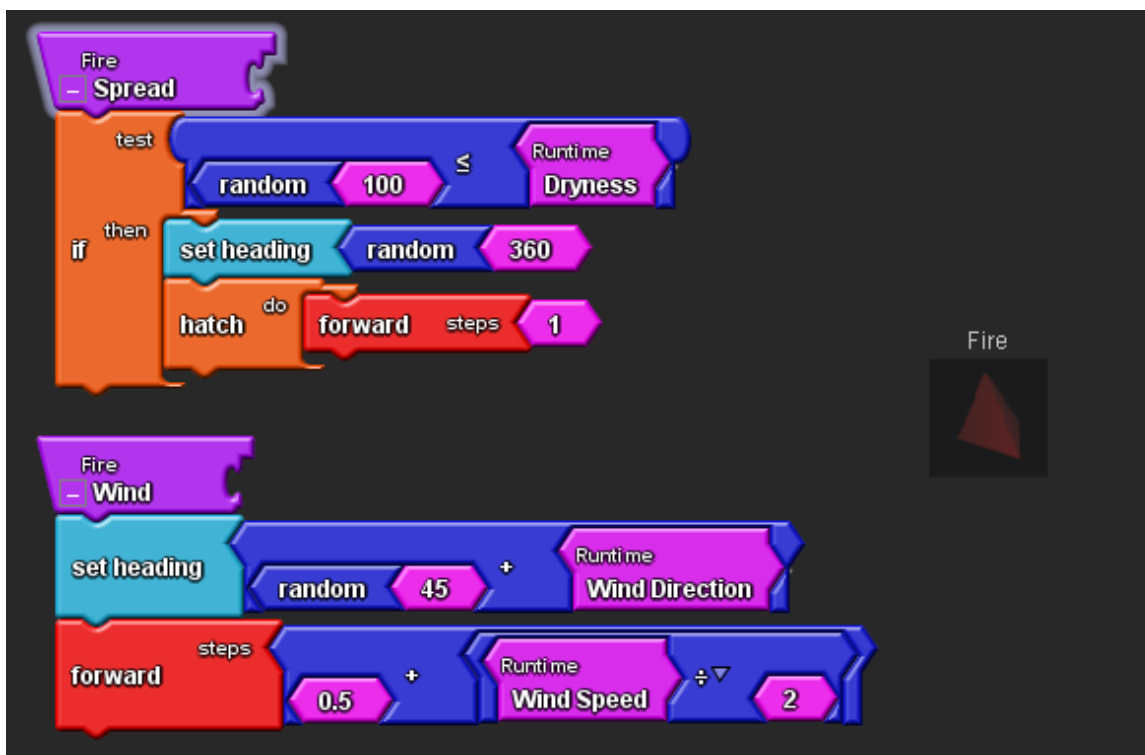 Fire
– Spread
test
random 100 ≤ Runtime Dryness
if then
set heading random 360
hatch do forward steps 1
Fire
Fire
– Wind
set heading random 45 + Runtime Wind Direction
forward steps 0.5 + Runtime Wind Speed ÷ 2